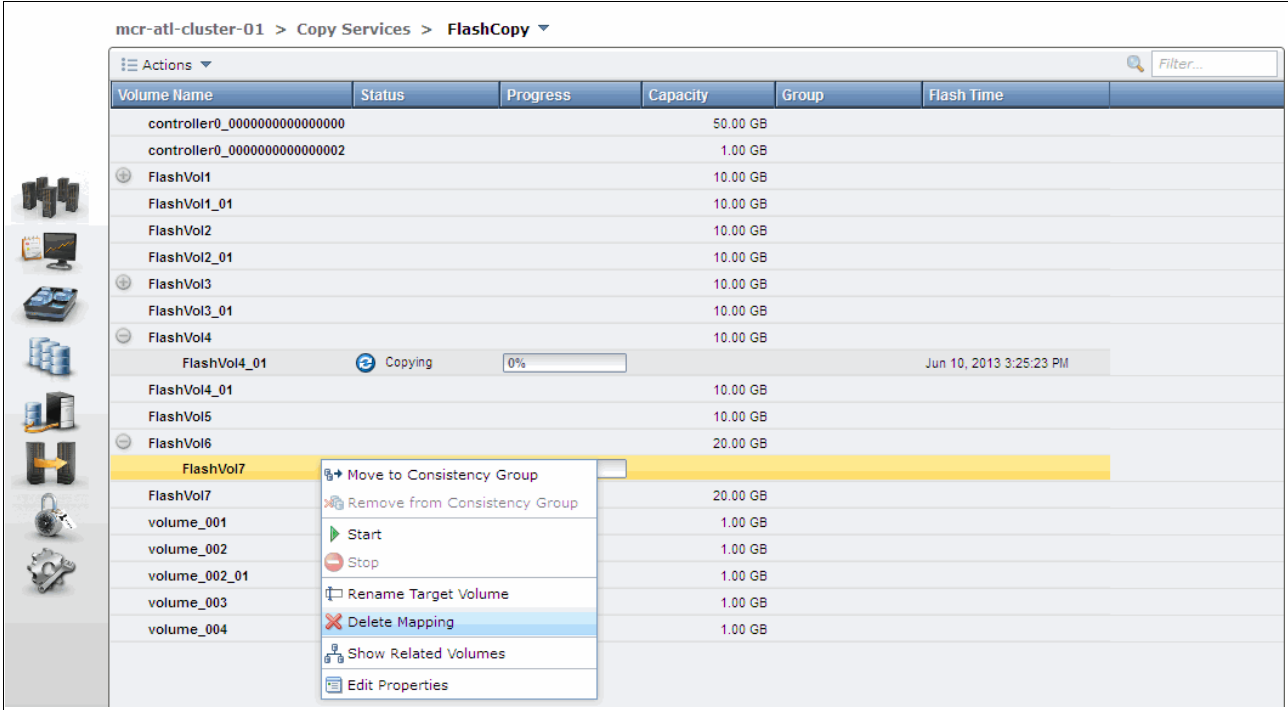 mcr-atl-cluster-01 > Copy Services > FlashCopy
Actions Filter...
Volume Name Status Progress Capacity Group Flash Time
controller0_0000000000000000 50.00 GB
controller0_0000000000000002 1.00 GB
FlashVol1 10.00 GB
FlashVol1_01 10.00 GB
FlashVol2 10.00 GB
FlashVol2_01 10.00 GB
FlashVol3 10.00 GB
FlashVol3_01 10.00 GB
FlashVol4 10.00 GB
FlashVol4_01 Copying 0% Jun 10, 2013 3:25:23 PM
FlashVol4_01 10.00 GB
FlashVol5 10.00 GB
FlashVol6 20.00 GB
FlashVol7
FlashVol7 20.00 GB
volume_001 1.00 GB
volume_002 1.00 GB
volume_002_01 1.00 GB
volume_003 1.00 GB
volume_004 1.00 GB
Move to Consistency Group
Remove from Consistency Group
Start
Stop
Rename Target Volume
Delete Mapping
Show Related Volumes
Edit Properties